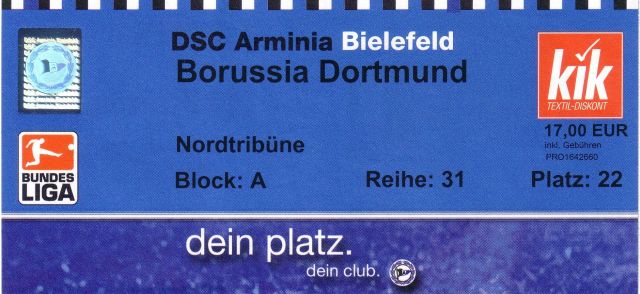 DSC Arminia Bielefeld
Borussia Dortmund
kik
TEXTIL-DISKONT
17,00 EUR
inkl. Gebühren
PRO1642660
Nordtribüne
Block: A
Reihe: 31
Platz: 22
BUNDES
LIGA
dein platz.
dein club.